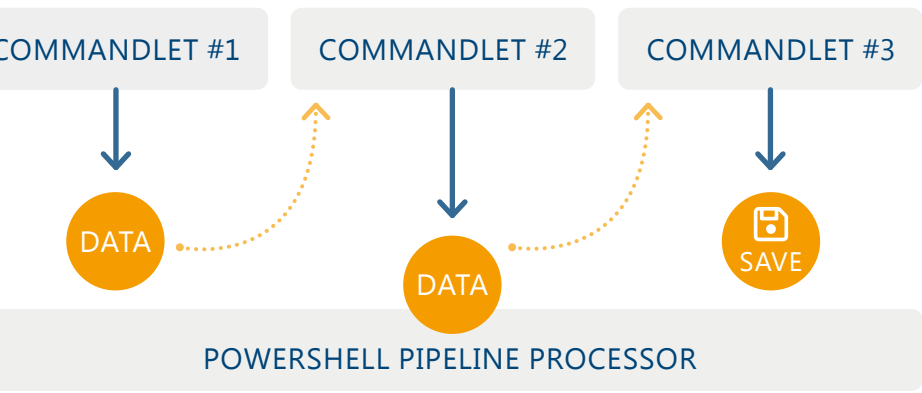 COMMANDLET #1
COMMANDLET #2
COMMANDLET #3
DATA
DATA
SAVE
POWERSHELL PIPELINE PROCESSOR